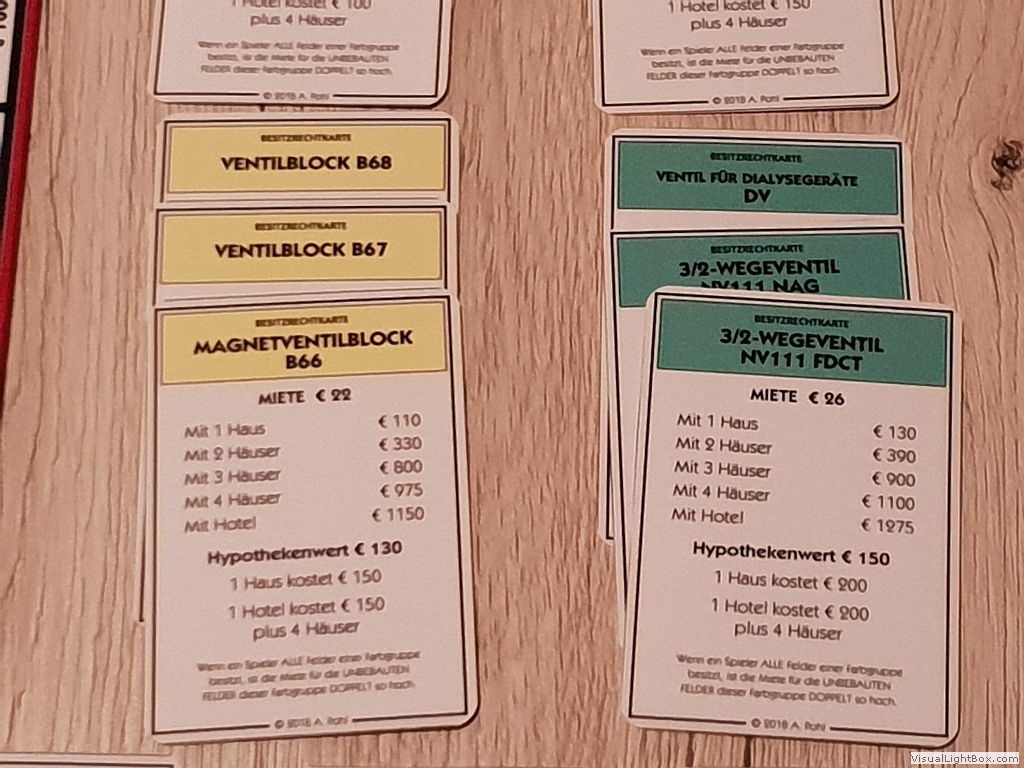 1 Hotel kostet € 100
plus 4 Häuser
Wenn ein Spieler ALLE Felder einer Farbgruppe
besitzt, ist die Miete für die UNBEBAUTEN
FELDER dieser Farbgruppe DOPPELT so hoch.
© 2018 A. Pohl
1 Hotel kostet € 150
plus 4 Häuser
Wenn ein Spieler ALLE Felder einer Farbgruppe
besitzt, ist die Miete für die UNBEBAUTEN
FELDER dieser Farbgruppe DOPPELT so hoch.
© 2018 A. Pohl
BESITZRECHTKARTE
VENTILBLOCK B68
BESITZRECHTKARTE
VENTILBLOCK B67
BESITZRECHTKARTE
MAGNETVENTILBLOCK
B66
MIETE € 22
Mit 1 Haus € 110
Mit 2 Häuser € 330
Mit 3 Häuser € 800
Mit 4 Häuser € 975
Mit Hotel € 1150
Hypothekenwert € 130
1 Haus kostet € 150
1 Hotel kostet € 150
plus 4 Häuser
Wenn ein Spieler ALLE Felder einer Farbgruppe
besitzt, ist die Miete für die UNBEBAUTEN
FELDER dieser Farbgruppe DOPPELT so hoch.
© 2018 A. Pohl
BESITZRECHTKARTE
VENTIL FÜR DIALYSEGERÄTE
DV
BESITZRECHTKARTE
3/2-WEGEVENTIL
NV111 NAG
BESITZRECHTKARTE
3/2-WEGEVENTIL
NV111 FDCT
MIETE € 26
Mit 1 Haus € 130
Mit 2 Häuser € 390
Mit 3 Häuser € 900
Mit 4 Häuser € 1100
Mit Hotel € 1275
Hypothekenwert € 150
1 Haus kostet € 200
1 Hotel kostet € 200
plus 4 Häuser
Wenn ein Spieler ALLE Felder einer Farbgruppe
besitzt, ist die Miete für die UNBEBAUTEN
FELDER dieser Farbgruppe DOPPELT so hoch.
© 2018 A. Pohl
VisualLightBox.com